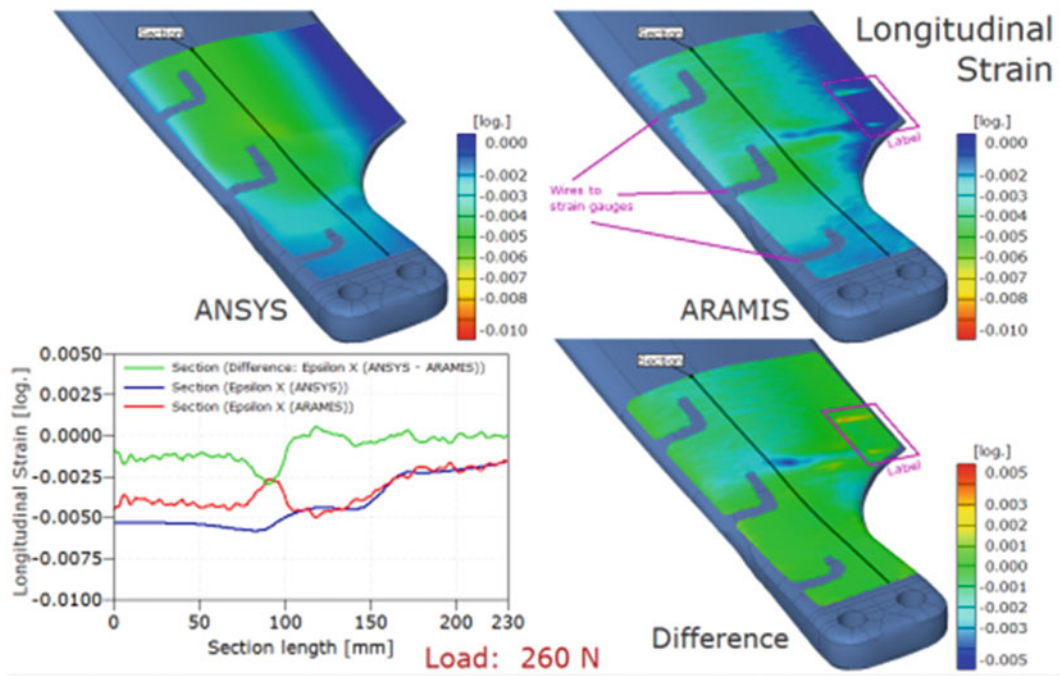 Section
Section
Longitudinal
Strain
[log.]
0.000
-0.002
-0.003
-0.004
-0.005
-0.006
-0.007
-0.008
-0.010
Wires to
strain gauges
Label
[log.]
0.000
-0.002
-0.003
-0.004
-0.005
-0.006
-0.007
-0.008
-0.010
ANSYS
ARAMIS
Longitudinal Strain [log.]
0.0050
0.0025
0.0000
-0.0025
-0.0050
-0.0075
-0.0100
Section (Difference: Epsilon X (ANSYS - ARAMIS))
Section (Epsilon X (ANSYS))
Section (Epsilon X (ARAMIS))
0 50 100 150 200 230
Section length [mm]
Load: 260 N
Section
Label
[log.]
0.005
0.003
0.002
0.000
-0.001
-0.002
-0.003
-0.005
Difference